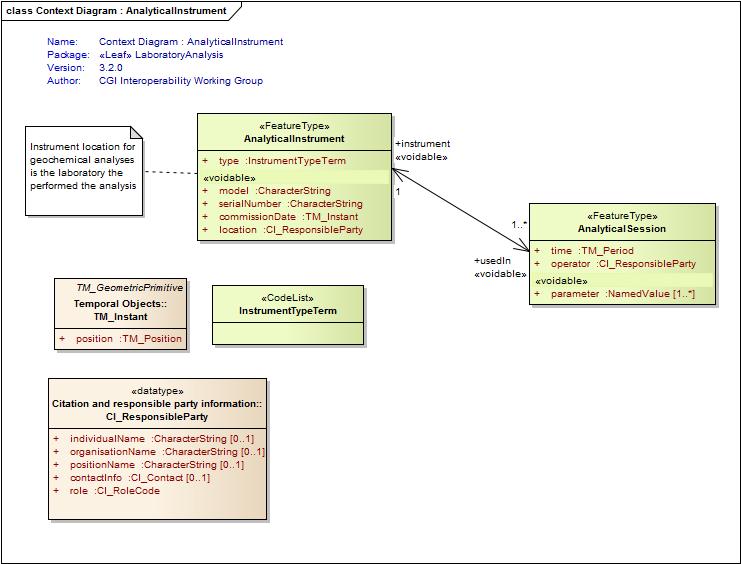 class Context Diagram : AnalyticalInstrument
Name: Context Diagram : AnalyticalInstrument
Package: «Leaf» LaboratoryAnalysis
Version: 3.2.0
Author: CGI Interoperability Working Group
Instrument location for
geochemical analyses
is the laboratory the
performed the analysis
«FeatureType»
AnalyticalInstrument
+ type :InstrumentTypeTerm
«voidable»
+ model :CharacterString
+ serialNumber :CharacterString
+ commissionDate :TM_Instant
+ location :CI_ResponsibleParty
+instrument
«voidable»
1
1..*
+usedIn
«voidable»
«FeatureType»
AnalyticalSession
+ time :TM_Period
+ operator :CI_ResponsibleParty
«voidable»
+ parameter :NamedValue [1..*]
TM_GeometricPrimitive
Temporal Objects::
TM_Instant
+ position :TM_Position
«CodeList»
InstrumentTypeTerm
«datatype»
Citation and responsible party information::
CI_ResponsibleParty
+ individualName :CharacterString [0..1]
+ organisationName :CharacterString [0..1]
+ positionName :CharacterString [0..1]
+ contactInfo :CI_Contact [0..1]
+ role :CI_RoleCode